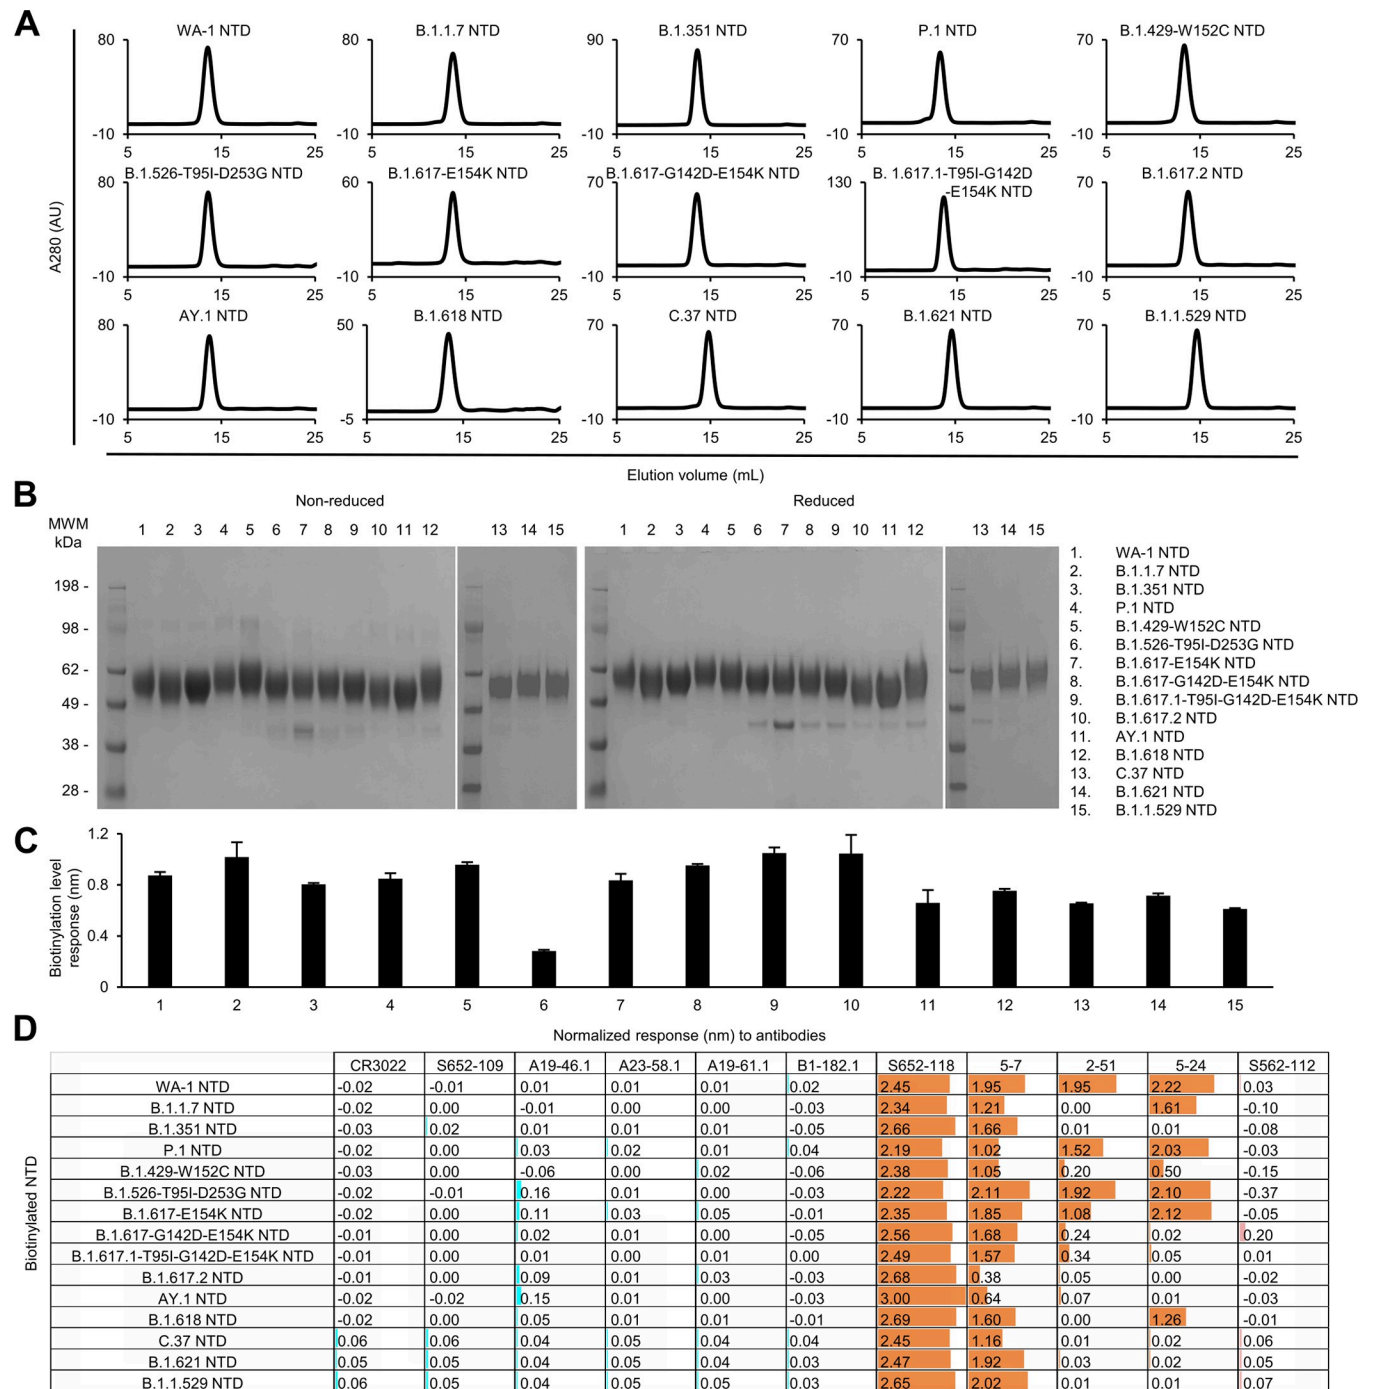 A
WA-1 NTD
B.1.1.7 NTD
B.1.351 NTD
P.1 NTD
B.1.429-W152C NTD
80
80
90
70
70
-10
-10
-10
-10
-10
5 15 25
5 15 25
5 15 25
5 15 25
5 15 25
B.1.526-T95I-D253G NTD
B.1.617-E154K NTD
B.1.617-G142D-E154K NTD
B. 1.617.1-T95I-G142D
-E154K NTD
B.1.617.2 NTD
80
60
70
130
70
-10
-10
-10
-10
-10
5 15 25
5 15 25
5 15 25
5 15 25
5 15 25
AY.1 NTD
B.1.618 NTD
C.37 NTD
B.1.621 NTD
B.1.1.529 NTD
80
50
70
70
70
-10
-5
-10
-10
-10
5 15 25
5 15 25
5 15 25
5 15 25
5 15 25
A280 (AU)
Elution volume (mL)
B
Non-reduced
Reduced
MWM
kDa
1 2 3 4 5 6 7 8 9 10 11 12 13 14 15
1 2 3 4 5 6 7 8 9 10 11 12 13 14 15
198 -
98 -
62 -
49 -
38 -
28 -
1. WA-1 NTD
2. B.1.1.7 NTD
3. B.1.351 NTD
4. P.1 NTD
5. B.1.429-W152C NTD
6. B.1.526-T95I-D253G NTD
7. B.1.617-E154K NTD
8. B.1.617-G142D-E154K NTD
9. B.1.617.1-T95I-G142D-E154K NTD
10. B.1.617.2 NTD
11. AY.1 NTD
12. B.1.618 NTD
13. C.37 NTD
14. B.1.621 NTD
15. B.1.1.529 NTD
C
Biotinylation level
response (nm)
1.2
0.8
0.4
0
1 2 3 4 5 6 7 8 9 10 11 12 13 14 15
D
Normalized response (nm) to antibodies
Biotinylated NTD
CR3022 S652-109 A19-46.1 A23-58.1 A19-61.1 B1-182.1 S652-118 5-7 2-51 5-24 S562-112
WA-1 NTD -0.02 -0.01 0.01 0.01 0.01 0.02 2.45 1.95 1.95 2.22 0.03
B.1.1.7 NTD -0.02 0.00 -0.01 0.00 0.00 -0.03 2.34 1.21 0.00 1.61 -0.10
B.1.351 NTD -0.03 0.02 0.01 0.01 0.01 -0.05 2.66 1.66 0.01 0.01 -0.08
P.1 NTD -0.02 0.00 0.03 0.02 0.01 0.04 2.19 1.02 1.52 2.03 -0.03
B.1.429-W152C NTD -0.03 0.00 -0.06 0.00 0.02 -0.06 2.38 1.05 0.20 0.50 -0.15
B.1.526-T95I-D253G NTD -0.02 -0.01 0.16 0.01 0.00 -0.03 2.22 2.11 1.92 2.10 -0.37
B.1.617-E154K NTD -0.02 0.00 0.11 0.03 0.05 -0.01 2.35 1.85 1.08 2.12 -0.05
B.1.617-G142D-E154K NTD -0.01 0.00 0.02 0.01 0.00 -0.05 2.56 1.68 0.24 0.02 0.20
B.1.617.1-T95I-G142D-E154K NTD -0.01 0.00 0.01 0.01 0.01 0.00 2.49 1.57 0.34 0.05 0.01
B.1.617.2 NTD -0.01 0.00 0.09 0.01 0.03 -0.03 2.68 0.38 0.05 0.00 -0.02
AY.1 NTD -0.02 -0.02 0.15 0.01 0.00 -0.03 3.00 0.64 0.07 0.01 -0.03
B.1.618 NTD -0.02 0.00 0.05 0.01 0.01 -0.01 2.69 1.60 0.00 1.26 -0.01
C.37 NTD 0.06 0.06 0.04 0.05 0.04 0.04 2.45 1.16 0.01 0.02 0.06
B.1.621 NTD 0.05 0.05 0.04 0.05 0.04 0.03 2.47 1.92 0.03 0.02 0.05
B.1.1.529 NTD 0.06 0.05 0.04 0.05 0.05 0.03 2.65 2.02 0.01 0.01 0.07